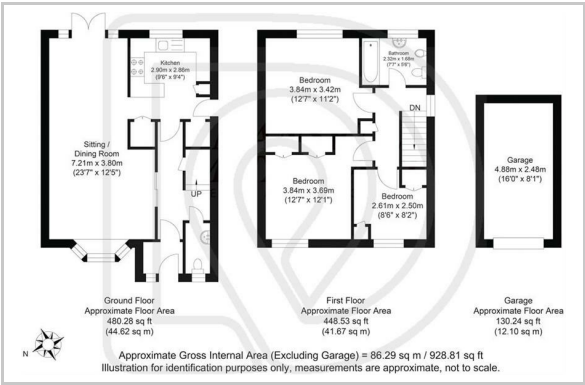 Kitchen
2.90m x 2.86m
(9'6" x 9'4")
Sitting /
Dining Room
7.21m x 3.80m
(23'7" x 12'5")
UP
Bathroom
2.32m x 1.68m
(7'7" x 5'6")
Bedroom
3.84m x 3.42m
(12'7" x 11'2")
DN
Bedroom
3.84m x 3.69m
(12'7" x 12'1")
Bedroom
2.61m x 2.50m
(8'6" x 8'2")
Garage
4.88m x 2.48m
(16'0" x 8'1")
Ground Floor
Approximate Floor Area
480.28 sq ft
(44.62 sq m)
First Floor
Approximate Floor Area
448.53 sq ft
(41.67 sq m)
Garage
Approximate Floor Area
130.24 sq ft
(12.10 sq m)
N
Approximate Gross Internal Area (Excluding Garage) = 86.29 sq m / 928.81 sq ft
Illustration for identification purposes only, measurements are approximate, not to scale.